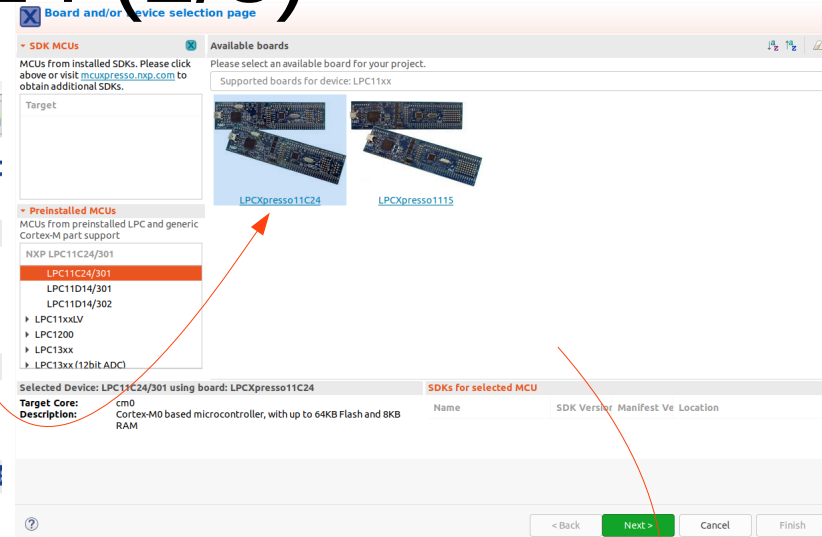 Board and/or Device selection page
SDK MCUs
MCUs from installed SDKs. Please click
above or visit mcuxpresso.nxp.com to
obtain additional SDKs.
Target
Preinstalled MCUs
MCUs from preinstalled LPC and generic
Cortex-M part support
NXP LPC11C24/301
LPC11C24/301
LPC11D14/301
LPC11D14/302
LPC11xxLV
LPC1200
LPC13xx
LPC13xx (12bit ADC)
Available boards
Please select an available board for your project.
Supported boards for device: LPC11xx
LPCXpresso11C24
LPCXpresso1115
Selected Device: LPC11C24/301 using board: LPCXpresso11C24
Target Core: cm0
Description: Cortex-M0 based microcontroller, with up to 64KB Flash and 8KB
RAM
SDKs for selected MCU
Name SDK Version Manifest Ve Location
< Back Next > Cancel Finish